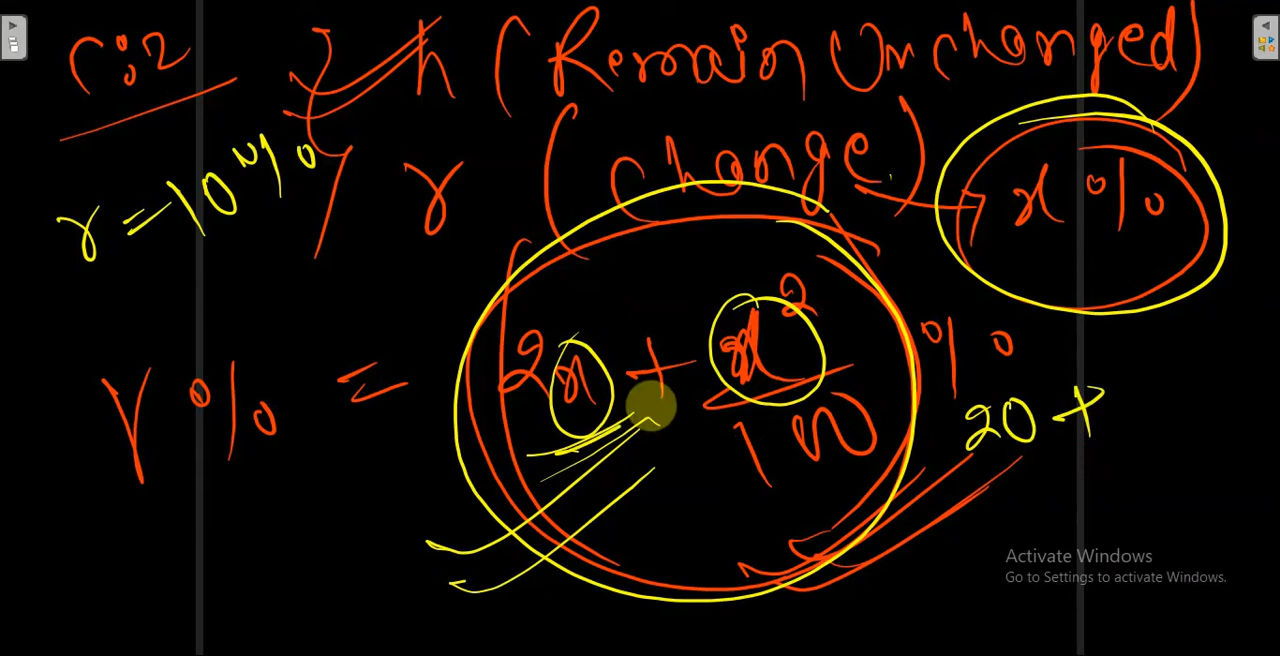 C:2 h (Remain Unchanged)
r (change) → x %
r = 10%
V % = (2x + x²/100) %
20 +
Activate Windows
Go to Settings to activate Windows.